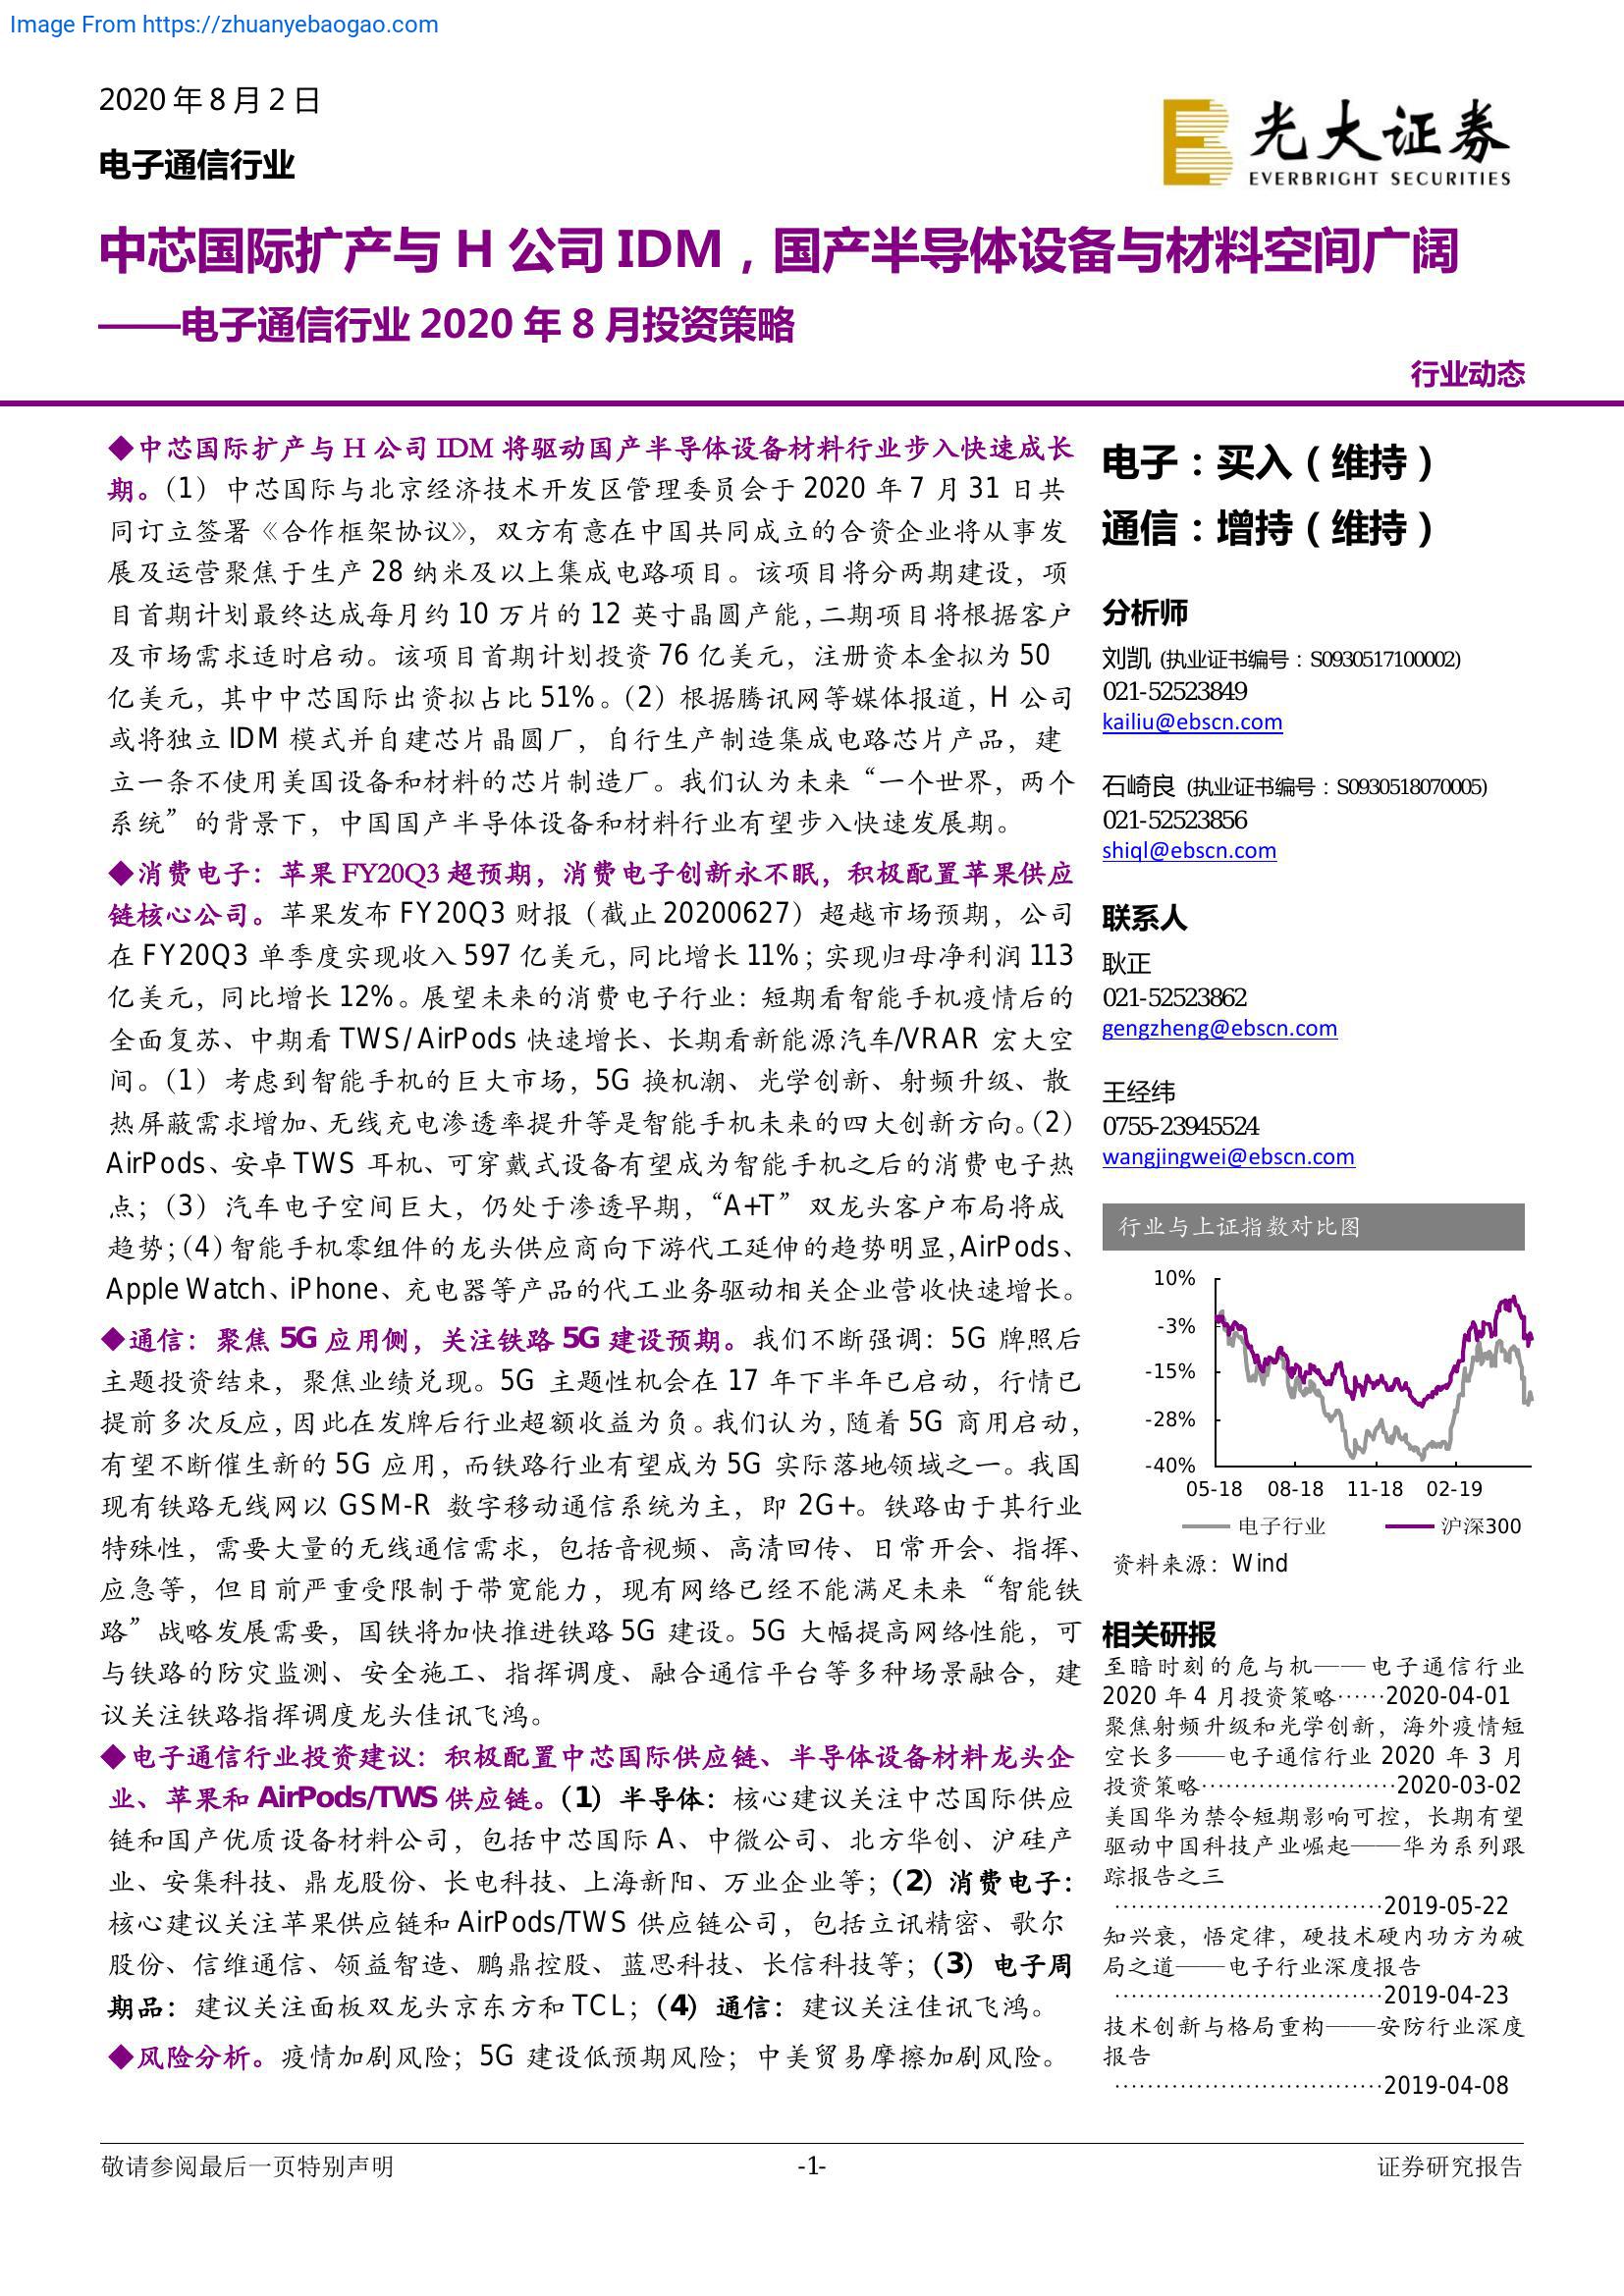 Image From https://zhuanyebaogao.com
2020 年 8 月 2 日
电子通信行业
光大证券
EVERBRIGHT SECURITIES
中芯国际扩产与 H 公司 IDM，国产半导体设备与材料空间广阔
——电子通信行业 2020 年 8 月投资策略
行业动态
◆中芯国际扩产与 H 公司 IDM 将驱动国产半导体设备材料行业步入快速成长
期。（1）中芯国际与北京经济技术开发区管理委员会于 2020 年 7 月 31 日共
同订立签署《合作框架协议》，双方有意在中国共同成立的合资企业将从事发
展及运营聚焦于生产 28 纳米及以上集成电路项目。该项目将分两期建设，项
目首期计划最终达成每月约 10 万片的 12 英寸晶圆产能，二期项目将根据客户
及市场需求适时启动。该项目首期计划投资 76 亿美元，注册资本金拟为 50
亿美元，其中中芯国际出资拟占比 51%。（2）根据腾讯网等媒体报道，H 公司
或将独立 IDM 模式并自建芯片晶圆厂，自行生产制造集成电路芯片产品，建
立一条不使用美国设备和材料的芯片制造厂。我们认为未来“一个世界，两个
系统”的背景下，中国国产半导体设备和材料行业有望步入快速发展期。
◆消费电子：苹果 FY20Q3 超预期，消费电子创新永不眠，积极配置苹果供应
链核心公司。苹果发布 FY20Q3 财报（截止 20200627）超越市场预期，公司
在 FY20Q3 单季度实现收入 597 亿美元，同比增长 11%；实现归母净利润 113
亿美元，同比增长 12%。展望未来的消费电子行业：短期看智能手机疫情后的
全面复苏、中期看 TWS/AirPods 快速增长、长期看新能源汽车/VRAR 宏大空
间。（1）考虑到智能手机的巨大市场，5G 换机潮、光学创新、射频升级、散
热屏蔽需求增加、无线充电渗透率提升等是智能手机未来的四大创新方向。（2）
AirPods、安卓 TWS 耳机、可穿戴式设备有望成为智能手机之后的消费电子热
点；（3）汽车电子空间巨大，仍处于渗透早期，“A+T”双龙头客户布局将成
趋势；（4）智能手机零组件的龙头供应商向下游代工延伸的趋势明显，AirPods、
Apple Watch、iPhone、充电器等产品的代工业务驱动相关企业营收快速增长。
◆通信：聚焦 5G 应用侧，关注铁路 5G 建设预期。我们不断强调：5G 牌照后
主题投资结束，聚焦业绩兑现。5G 主题性机会在 17 年下半年已启动，行情已
提前多次反应，因此在发牌后行业超额收益为负。我们认为，随着 5G 商用启动，
有望不断催生新的 5G 应用，而铁路行业有望成为 5G 实际落地领域之一。我国
现有铁路无线网以 GSM-R 数字移动通信系统为主，即 2G+。铁路由于其行业
特殊性，需要大量的无线通信需求，包括音视频、高清回传、日常开会、指挥、
应急等，但目前严重受限制于带宽能力，现有网络已经不能满足未来“智能铁
路”战略发展需要，国铁将加快推进铁路 5G 建设。5G 大幅提高网络性能，可
与铁路的防灾监测、安全施工、指挥调度、融合通信平台等多种场景融合，建
议关注铁路指挥调度龙头佳讯飞鸿。
◆电子通信行业投资建议：积极配置中芯国际供应链、半导体设备材料龙头企
业、苹果和 AirPods/TWS 供应链。（1）半导体：核心建议关注中芯国际供应
链和国产优质设备材料公司，包括中芯国际 A、中微公司、北方华创、沪硅产
业、安集科技、鼎龙股份、长电科技、上海新阳、万业企业等；（2）消费电子：
核心建议关注苹果供应链和 AirPods/TWS 供应链公司，包括立讯精密、歌尔
股份、信维通信、领益智造、鹏鼎控股、蓝思科技、长信科技等；（3）电子周
期品：建议关注面板双龙头京东方和 TCL；（4）通信：建议关注佳讯飞鸿。
◆风险分析。疫情加剧风险；5G 建设低预期风险；中美贸易摩擦加剧风险。
电子：买入（维持）
通信：增持（维持）
分析师
刘凯 (执业证书编号：S0930517100002)
021-52523849
kailiu@ebscn.com
石崎良 (执业证书编号：S0930518070005)
021-52523856
shiql@ebscn.com
联系人
耿正
021-52523862
gengzheng@ebscn.com
王经纬
0755-23945524
wangjingwei@ebscn.com
行业与上证指数对比图
10%
-3%
-15%
-28%
-40%
05-18 08-18 11-18 02-19
电子行业 沪深300
资料来源：Wind
相关研报
至暗时刻的危与机——电子通信行业
2020 年 4 月投资策略······2020-04-01
聚焦射频升级和光学创新，海外疫情短
空长多——电子通信行业 2020 年 3 月
投资策略························2020-03-02
美国华为禁令短期影响可控，长期有望
驱动中国科技产业崛起——华为系列跟
踪报告之三
·································2019-05-22
知兴衰，悟定律，硬技术硬内功方为破
局之道——电子行业深度报告
·································2019-04-23
技术创新与格局重构——安防行业深度
报告
·································2019-04-08
敬请参阅最后一页特别声明
-1-
证券研究报告